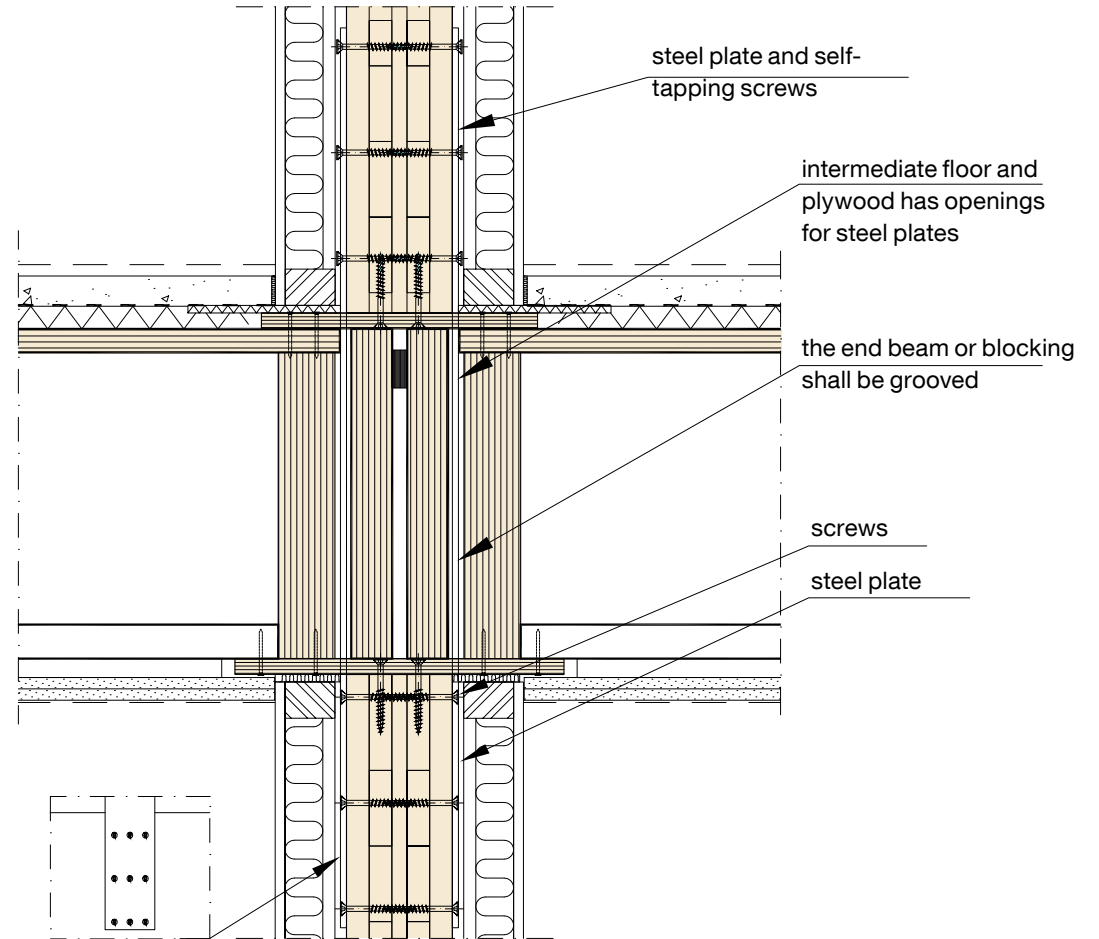 steel plate and self-
tapping screws
intermediate floor and
plywood has openings
for steel plates
the end beam or blocking
shall be grooved
screws
steel plate